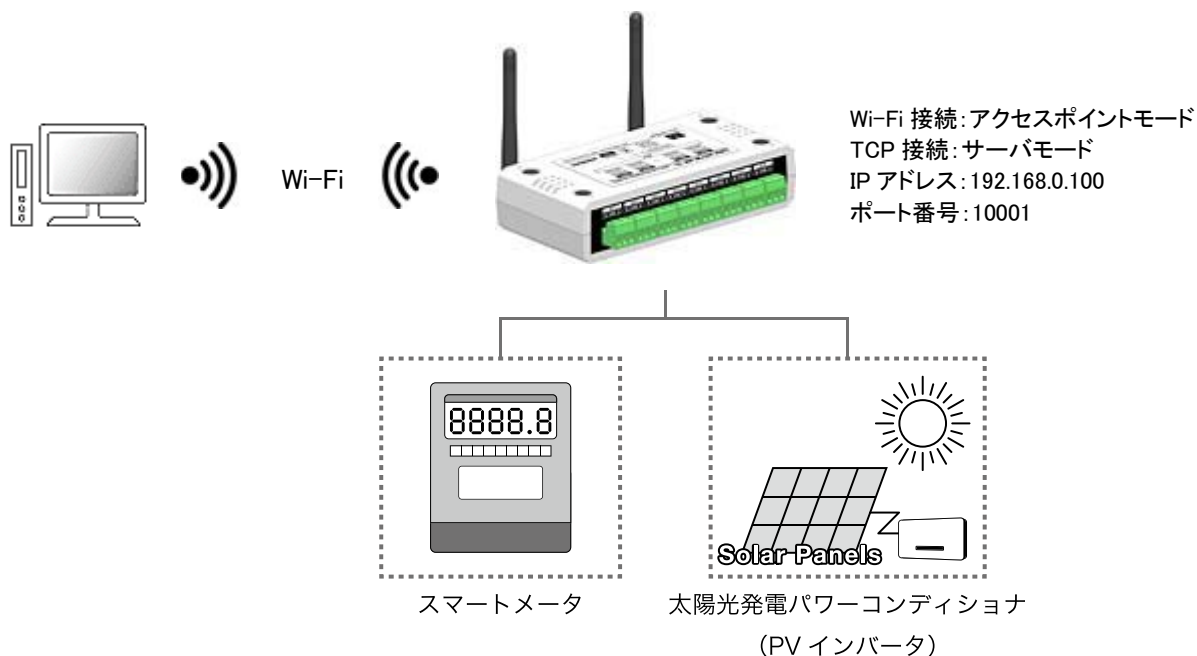 Wi-Fi
Wi-Fi 接続：アクセスポイントモード
TCP 接続：サーバモード
IP アドレス：192.168.0.100
ポート番号：10001
8888.8
Solar Panels
スマートメータ
太陽光発電パワーコンディショナ
（PV インバータ）